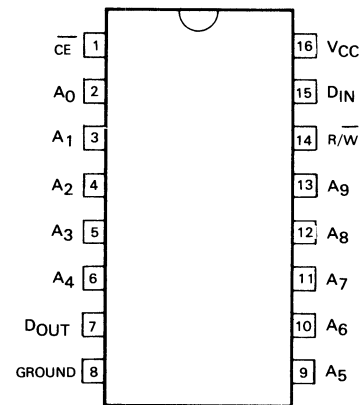 CE 1 16 VCC
A0 2 15 DIN
A1 3 14 R/W
A2 4 13 A9
A3 5 12 A8
A4 6 11 A7
DOUT 7 10 A6
GROUND 8 9 A5